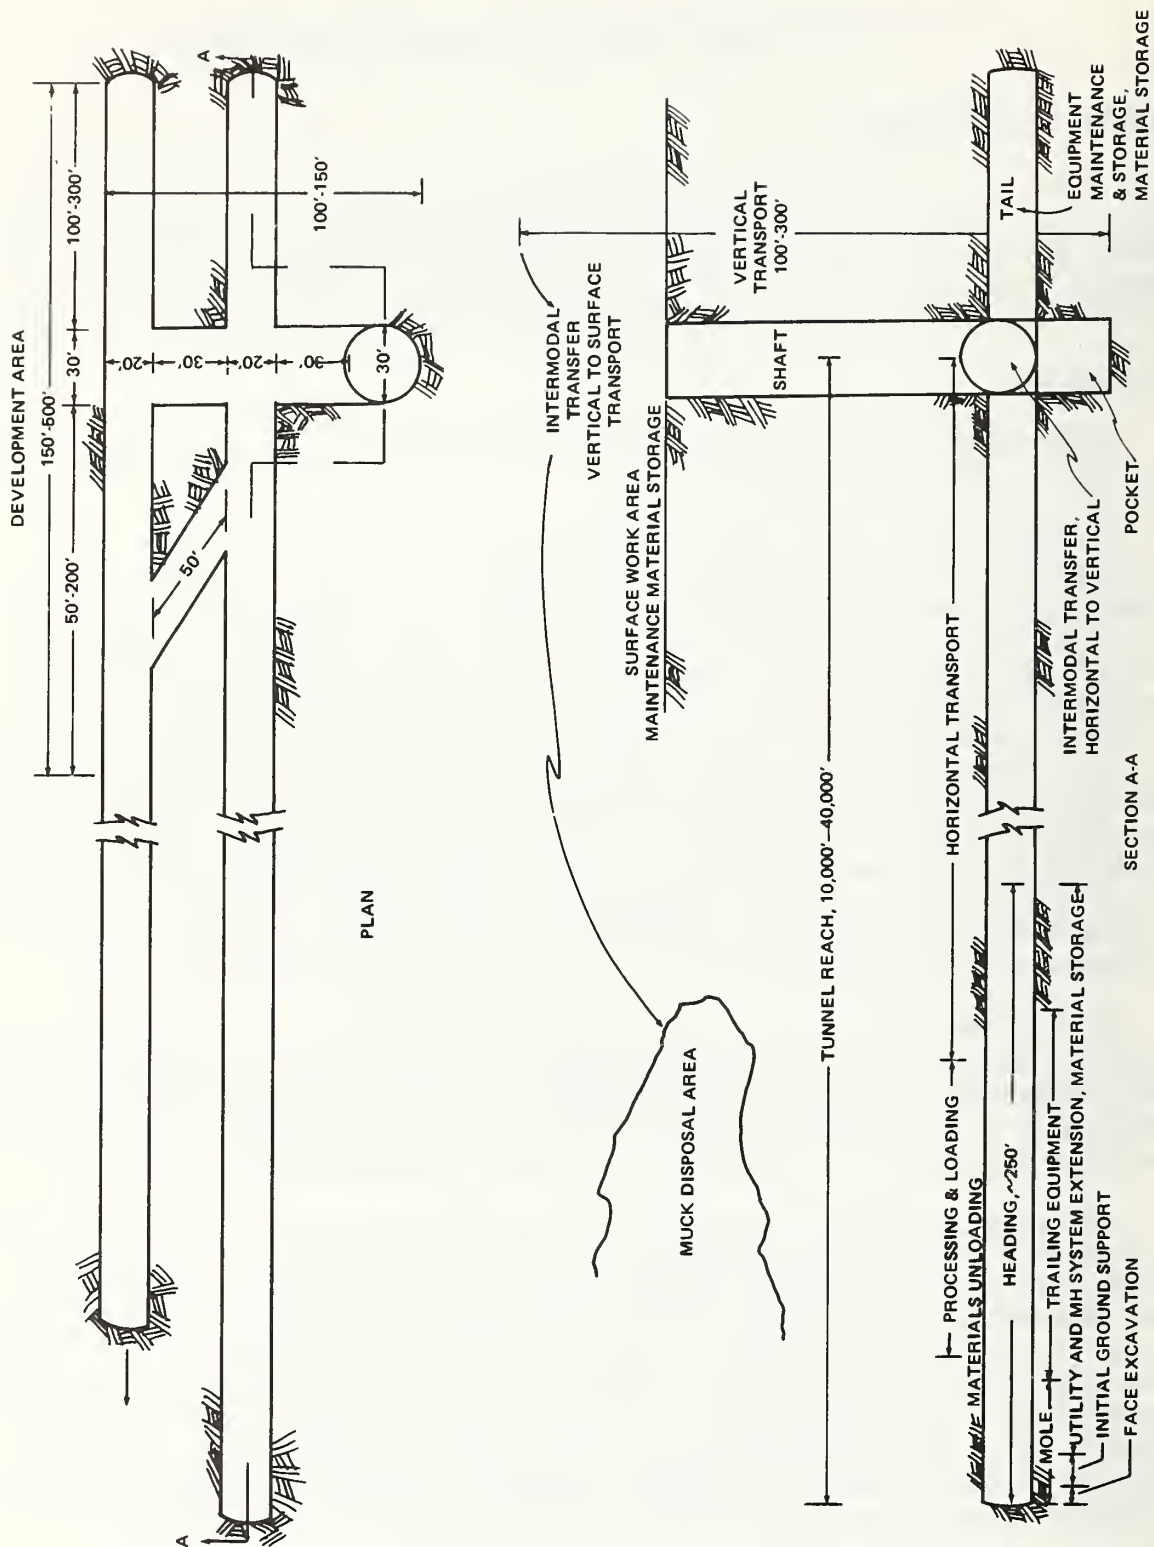 DEVELOPMENT AREA
150'-500'
50'-200'
30'
100'-300'
A
A
20'
30'
20'
30'
30'
50'
100'-150'
PLAN
INTERMODAL
TRANSFER
VERTICAL TO SURFACE
TRANSPORT
SURFACE WORK AREA
MAINTENANCE MATERIAL STORAGE
MUCK DISPOSAL AREA
VERTICAL
TRANSPORT
100'-300'
SHAFT
TUNNEL REACH, 10,000'–40,000'
PROCESSING & LOADING
HORIZONTAL TRANSPORT
MATERIALS UNLOADING
HEADING, ~250'
TAIL
MOLE
TRAILING EQUIPMENT
UTILITY AND MH SYSTEM EXTENSION, MATERIAL STORAGE
INITIAL GROUND SUPPORT
FACE EXCAVATION
INTERMODAL TRANSFER,
HORIZONTAL TO VERTICAL
POCKET
EQUIPMENT
MAINTENANCE
& STORAGE,
MATERIAL STORAGE
SECTION A-A